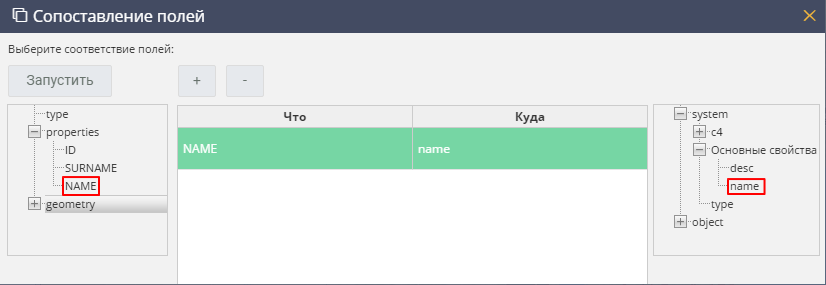 Сопоставление полей
Выберите соответствие полей:
Запустить
+
-
type
properties
ID
SURNAME
NAME
geometry
Что
Куда
NAME
name
system
c4
Основные свойства
desc
name
type
object